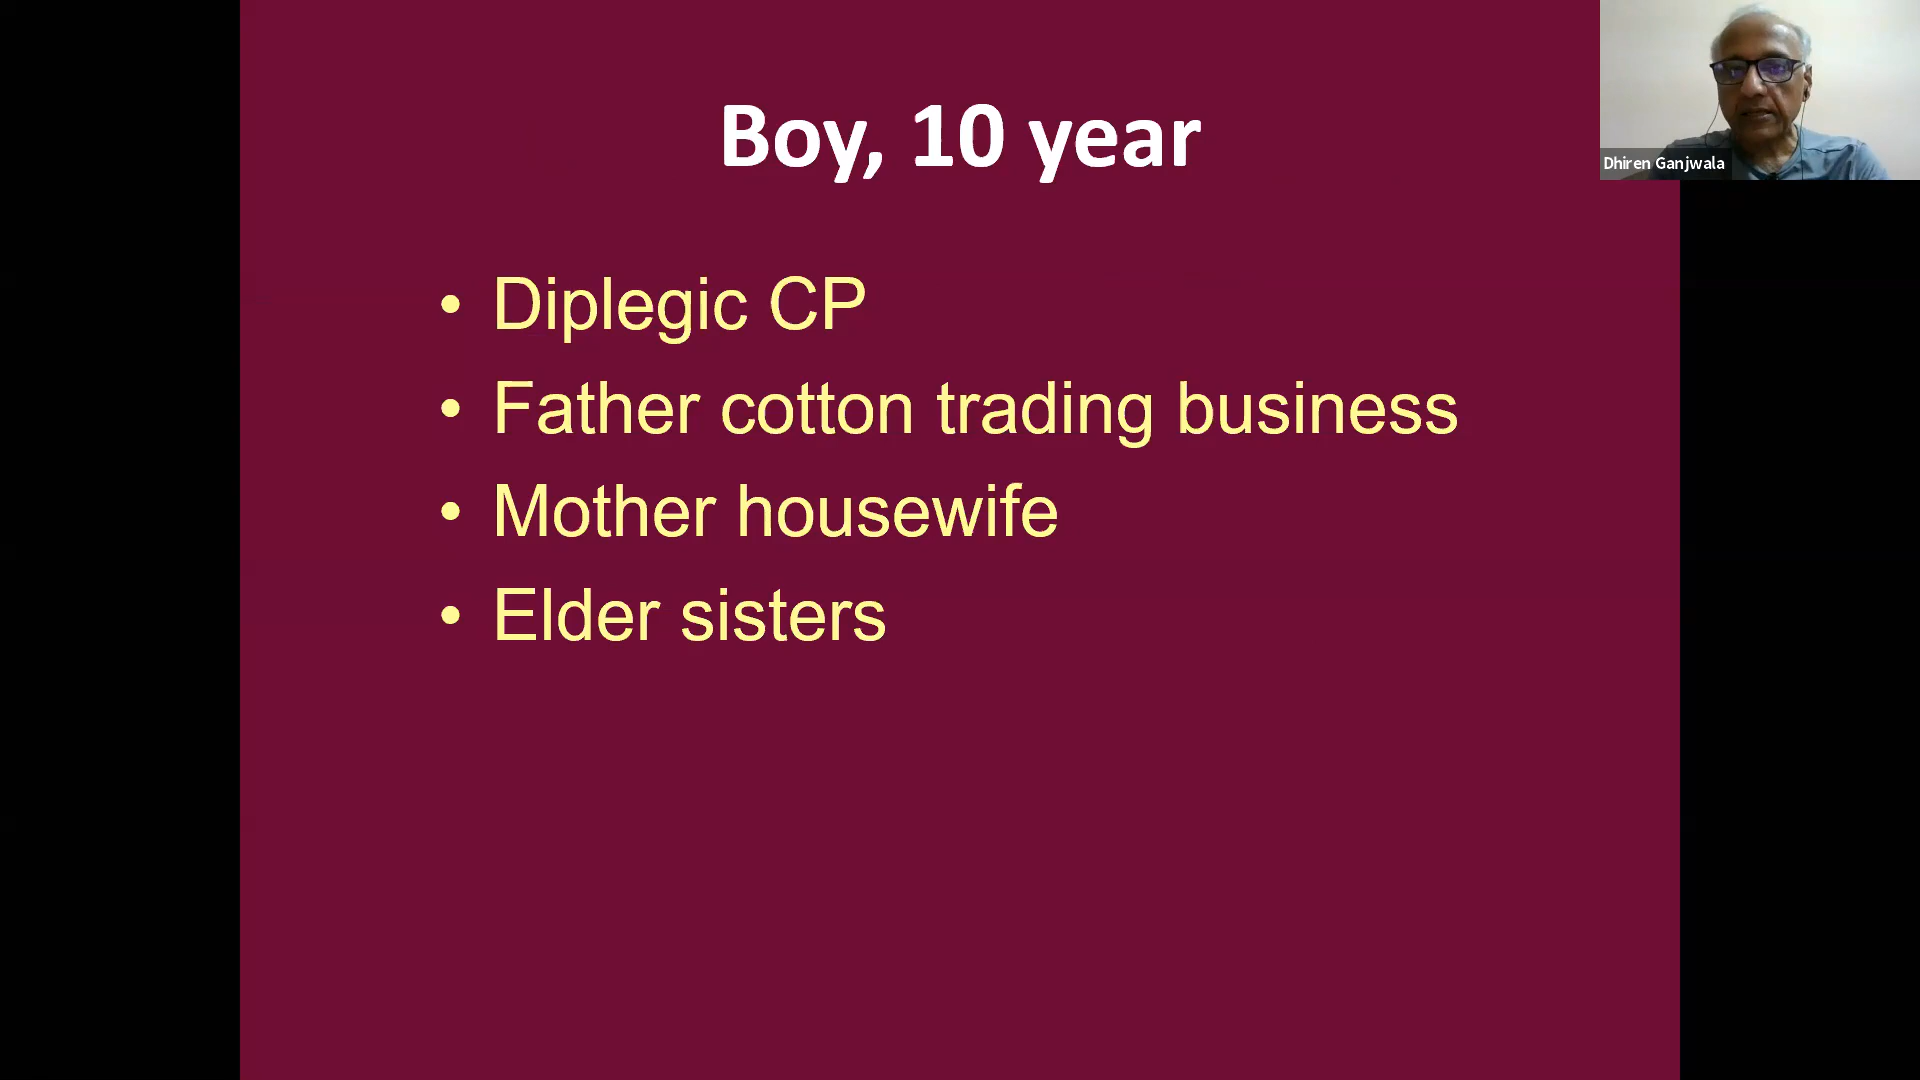 Boy, 10 year
• Diplegic CP
• Father cotton trading business
• Mother housewife
• Elder sisters
Dhiren Ganjwala